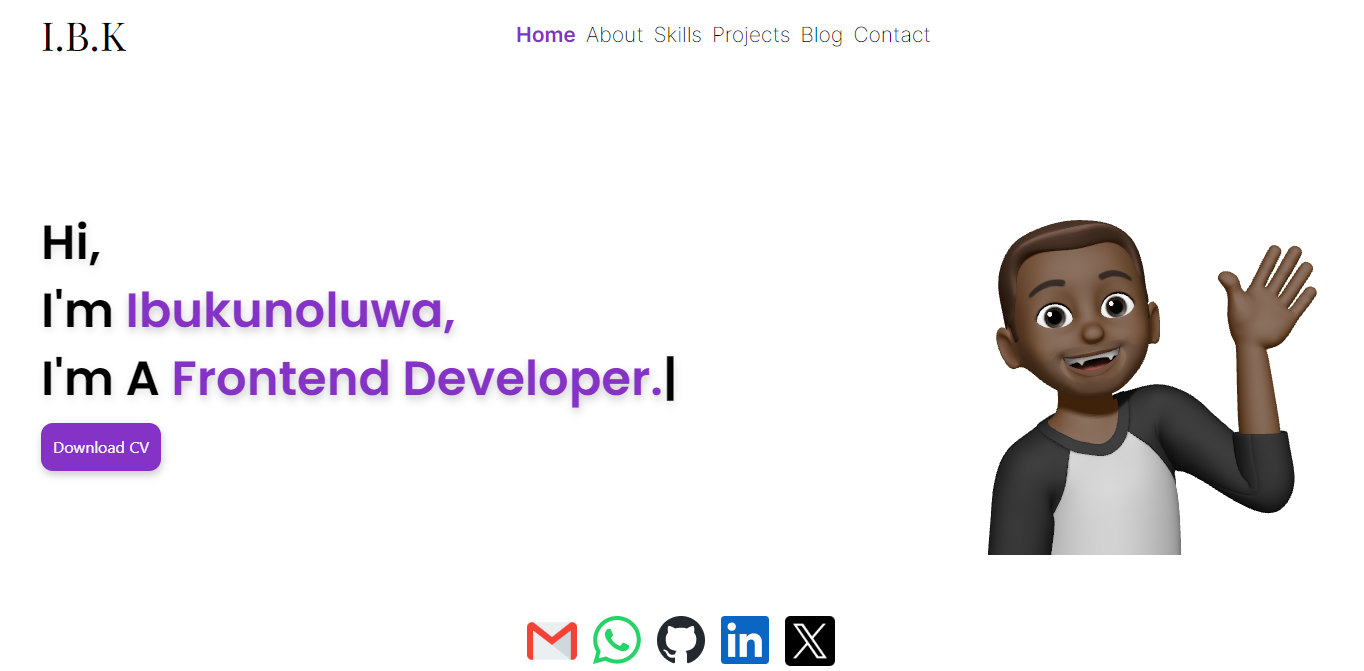 I.B.K
Home About Skills Projects Blog Contact
Hi,
I'm Ibukunoluwa,
I'm A Frontend Developer.|
Download CV
in
X